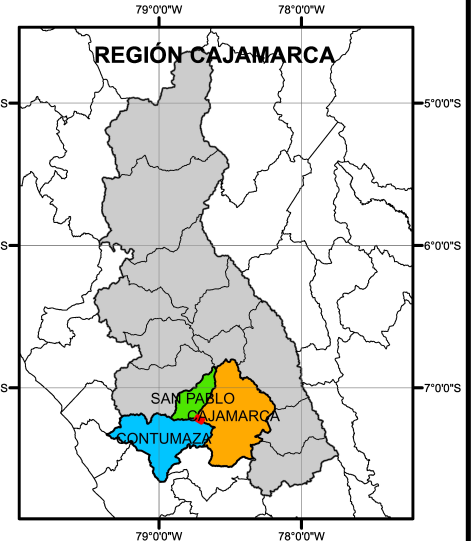 79°0'0"W 78°0'0"W
REGIÓN CAJAMARCA
S 5°0'0"S
S 6°0'0"S
S 7°0'0"S
SAN PABLO
CAJAMARCA
CONTUMAZA
79°0'0"W 78°0'0"W